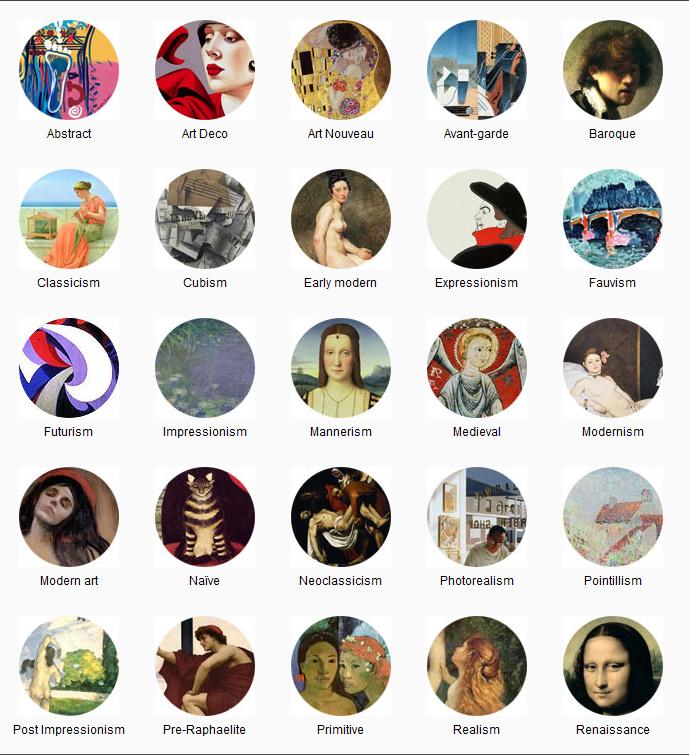 Abstract
Art Deco
Art Nouveau
Avant-garde
Baroque
Classicism
Cubism
Early modern
Expressionism
Fauvism
Futurism
Impressionism
Mannerism
Medieval
Modernism
Modern art
Naïve
Neoclassicism
Photorealism
Pointillism
Post Impressionism
Pre-Raphaelite
Primitive
Realism
Renaissance